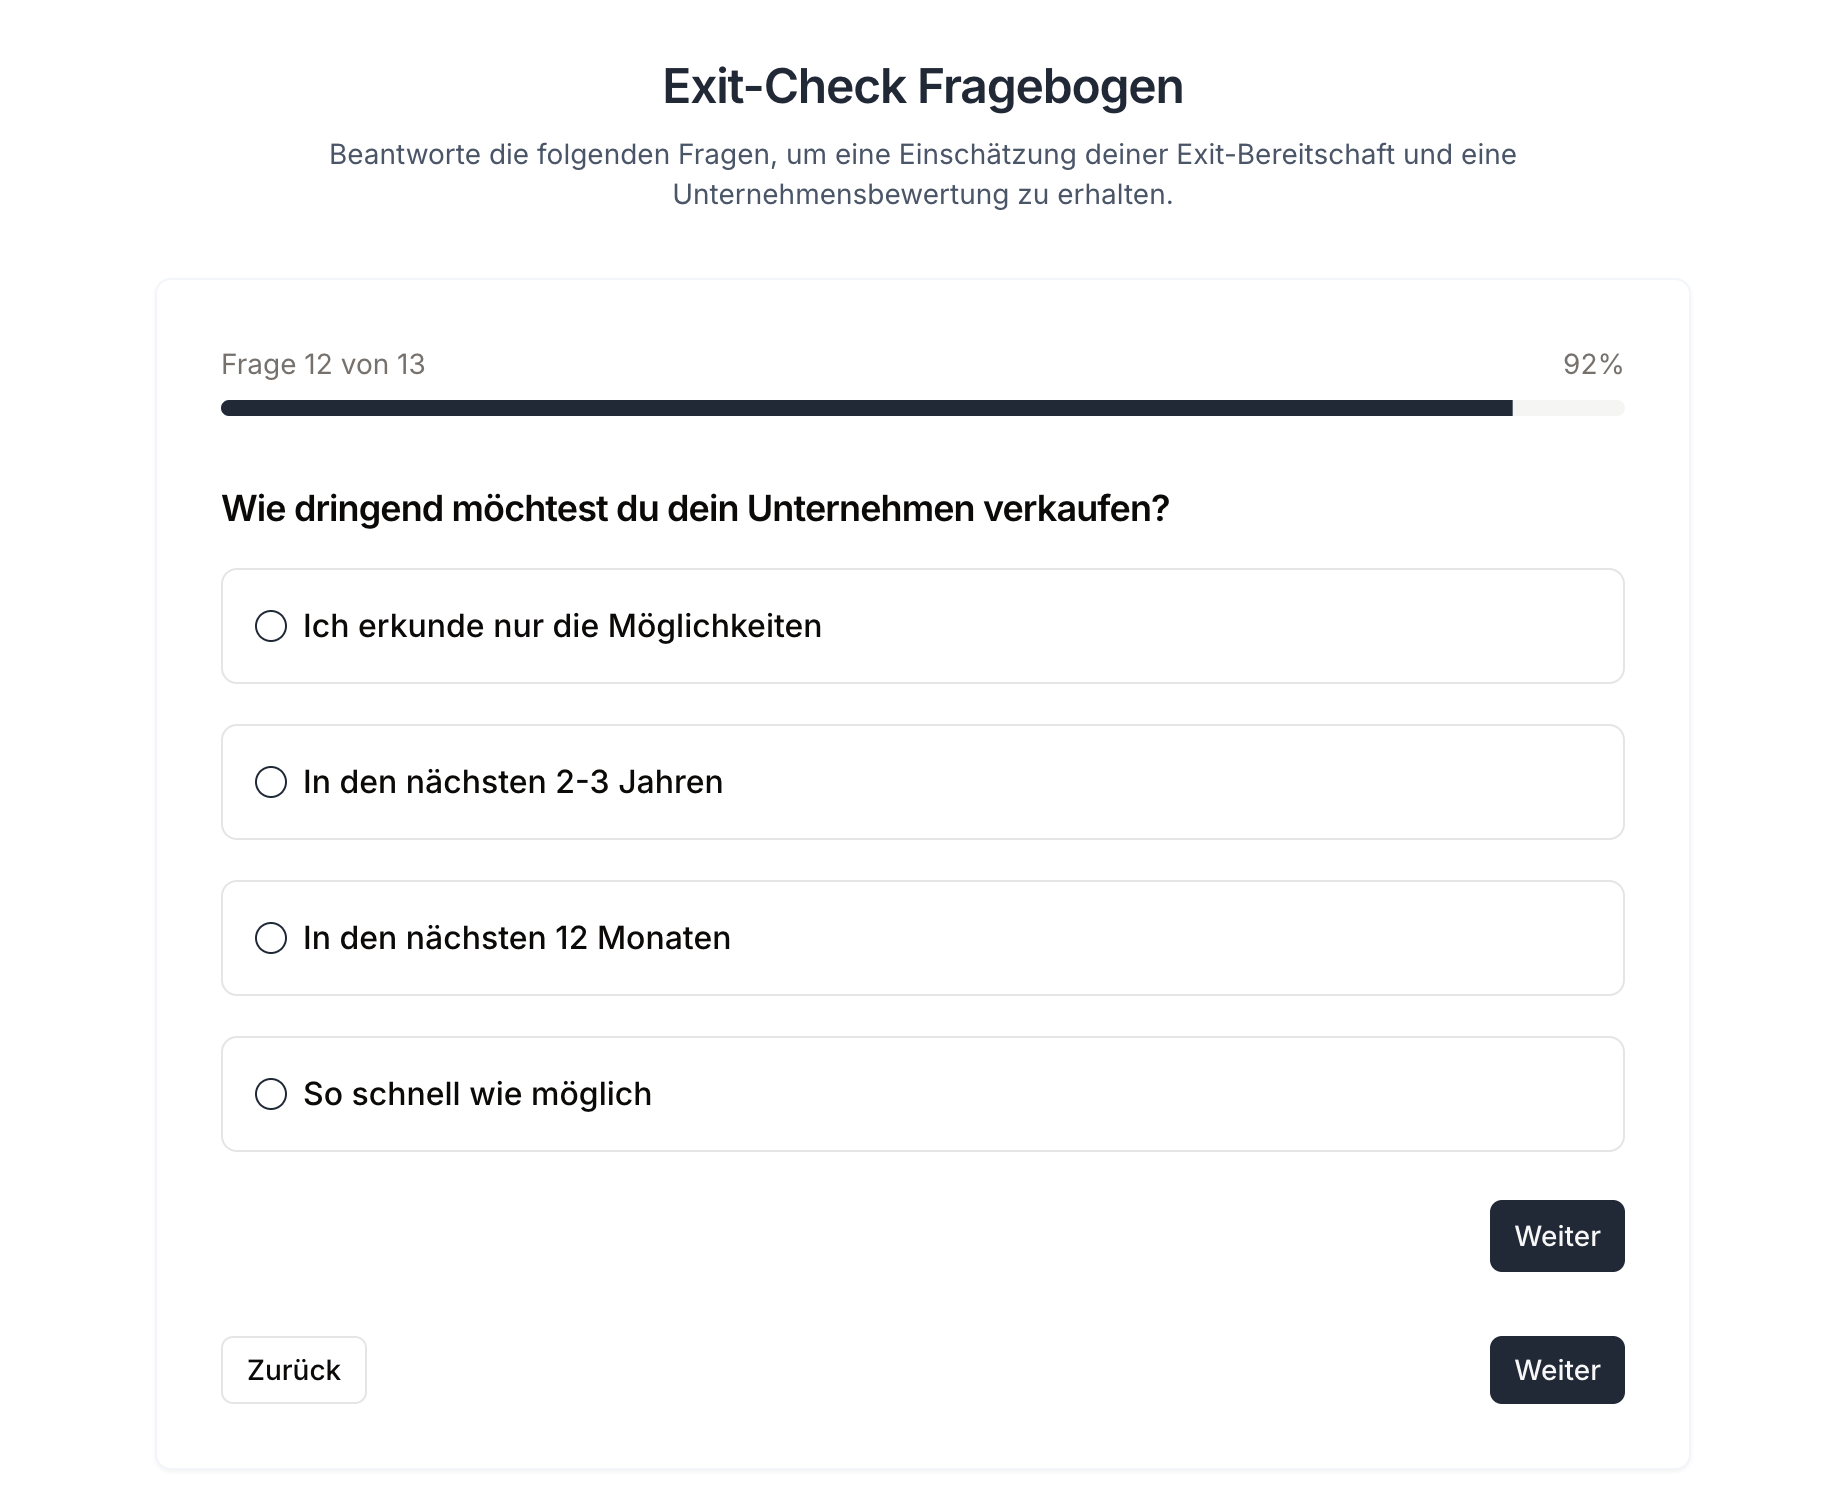 Exit-Check Fragebogen
Beantworte die folgenden Fragen, um eine Einschätzung deiner Exit-Bereitschaft und eine
Unternehmensbewertung zu erhalten.
Frage 12 von 13
92%
Wie dringend möchtest du dein Unternehmen verkaufen?
Ich erkunde nur die Möglichkeiten
In den nächsten 2-3 Jahren
In den nächsten 12 Monaten
So schnell wie möglich
Weiter
Zurück
Weiter